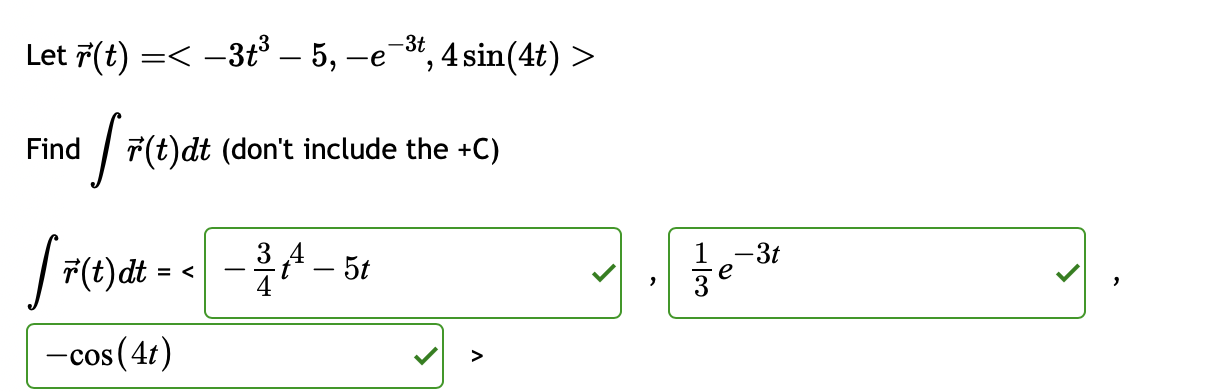 Let r⃗(t) =< −3t³ − 5, −e⁻³ᵗ, 4 sin(4t) >
Find ∫ r⃗(t)dt (don't include the +C)
∫ r⃗(t)dt = < −3/4 t⁴ − 5t , 1/3 e⁻³ᵗ ,
−cos(4t) >